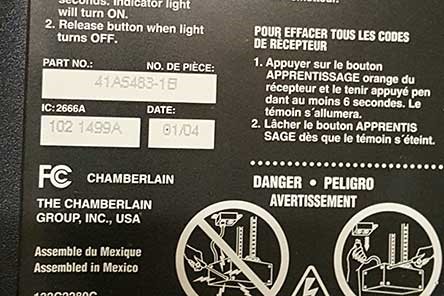 seconds. Indicator light
will turn ON.
2. Release button when light
turns OFF.
PART NO.: NO. DE PIÈCE:
41A5483-1B
IC:2666A DATE:
102 1499A 01/04
FC CHAMBERLAIN
THE CHAMBERLAIN
GROUP, INC., USA
Assemble du Mexique
Assembled in Mexico
POUR EFFACER TOUS LES CODES
DE RÉCEPTEUR
1. Appuyer sur le bouton
APPRENTISSAGE orange du
récepteur et le tenir appuyé pen
dant au moins 6 secondes. Le
témoin s´allumera.
2. Lâcher le bouton APPRENTIS
SAGE dès que le témoin s´éteint.
DANGER • PELIGRO
AVERTISSEMENT